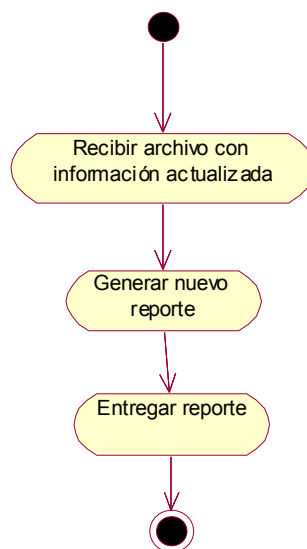 Recibir archivo con
información actualizada
Generar nuevo
reporte
Entregar reporte